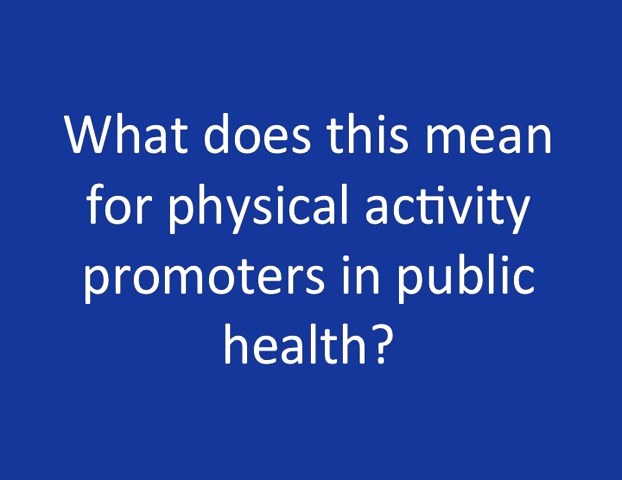 What does this mean
for physical activity
promoters in public
health?